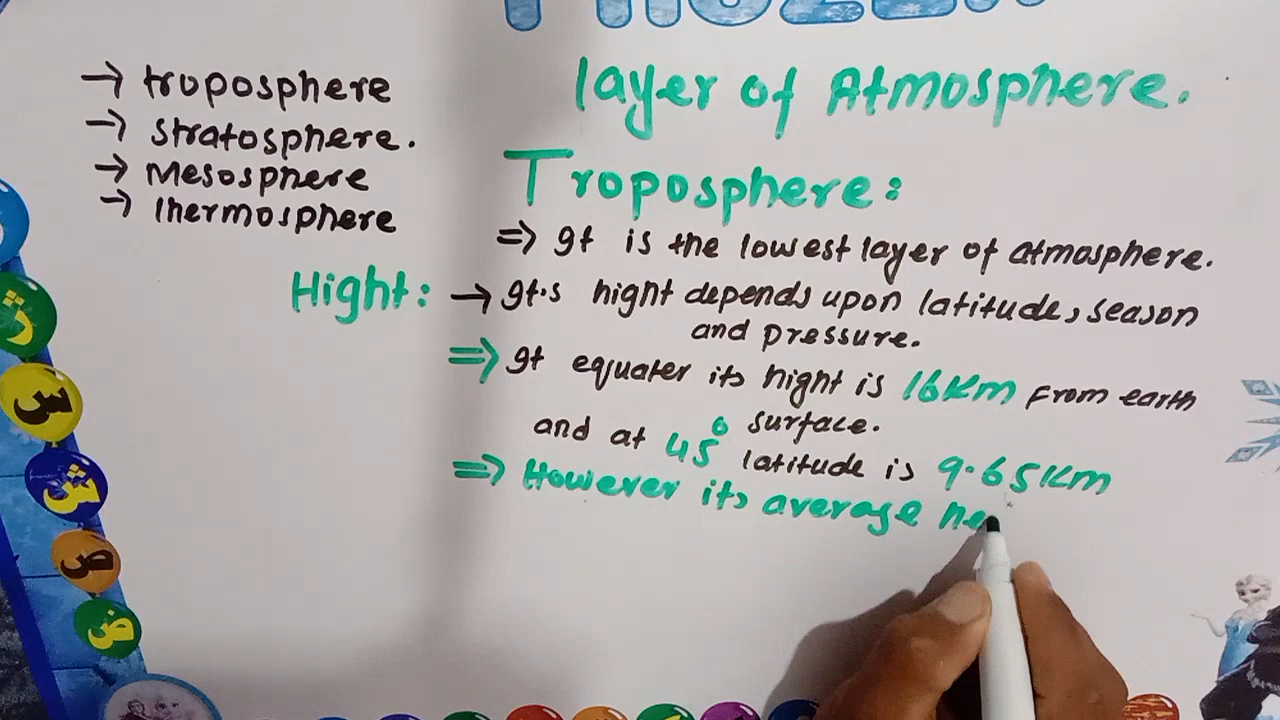 FROZEN
→ troposphere
→ stratosphere.
→ Mesosphere
→ thermosphere
layer of Atmosphere.
Troposphere:
⇒ It is the lowest layer of atmosphere.
Hight: → It's hight depends upon latitude, season
and pressure.
⇒ It equater its hight is 16Km from earth
surface.
and at 45° latitude is 9.65Km
⇒ However its average he
ژ
س
ش
ص
ض